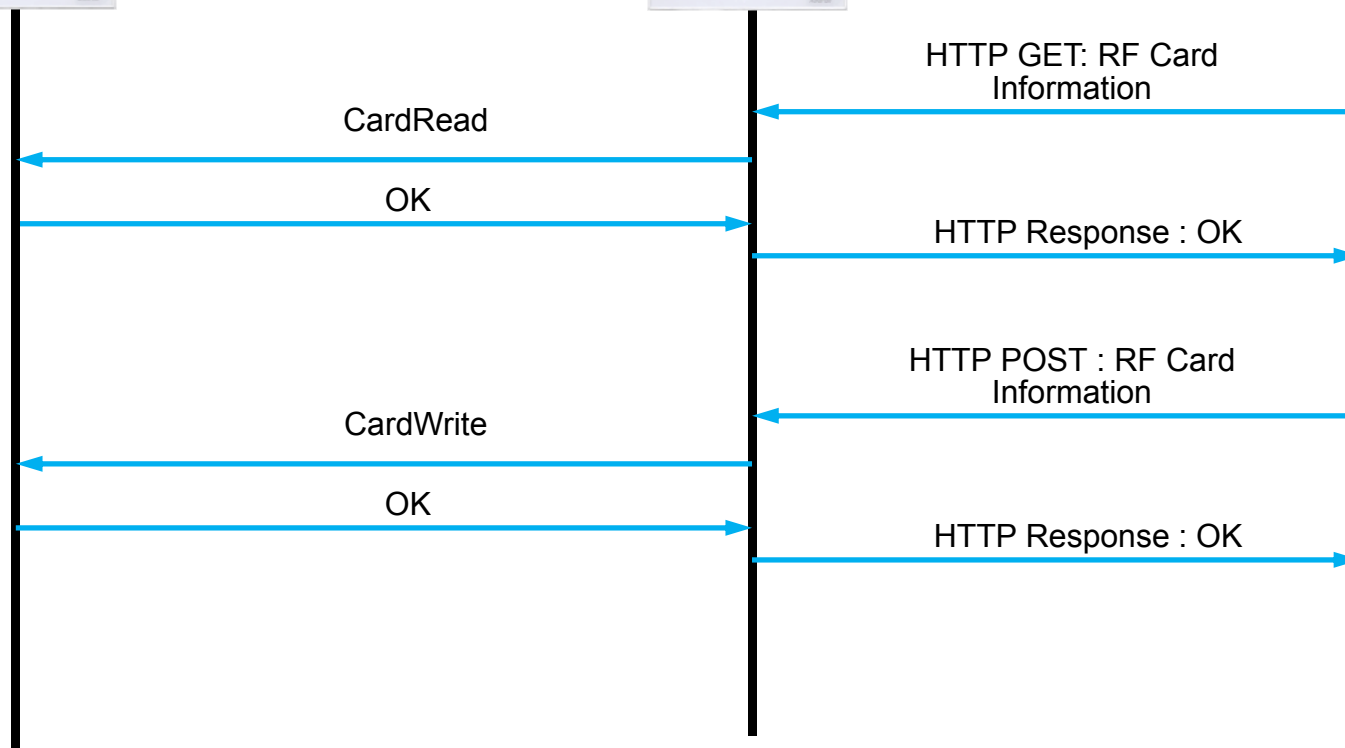 HTTP GET: RF Card
Information
CardRead
OK
HTTP Response : OK
HTTP POST : RF Card
Information
CardWrite
OK
HTTP Response : OK